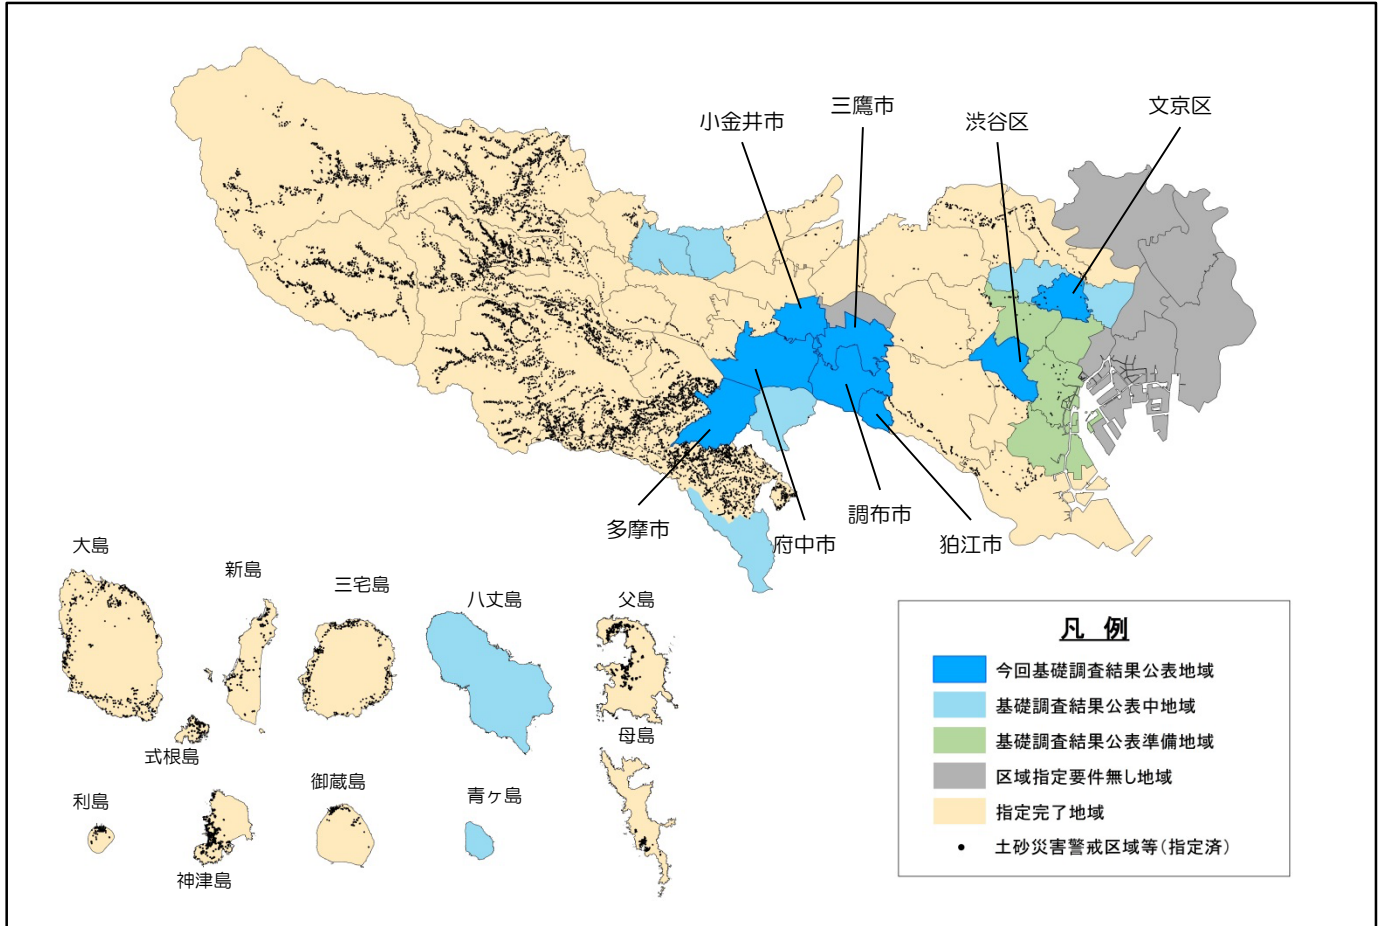 三鷹市
文京区
小金井市
渋谷区
多摩市
府中市
調布市
狛江市
大島
新島
三宅島
八丈島
父島
式根島
母島
利島
神津島
御蔵島
青ヶ島
凡 例
今回基礎調査結果公表地域
基礎調査結果公表中地域
基礎調査結果公表準備地域
区域指定要件無し地域
指定完了地域
土砂災害警戒区域等(指定済)